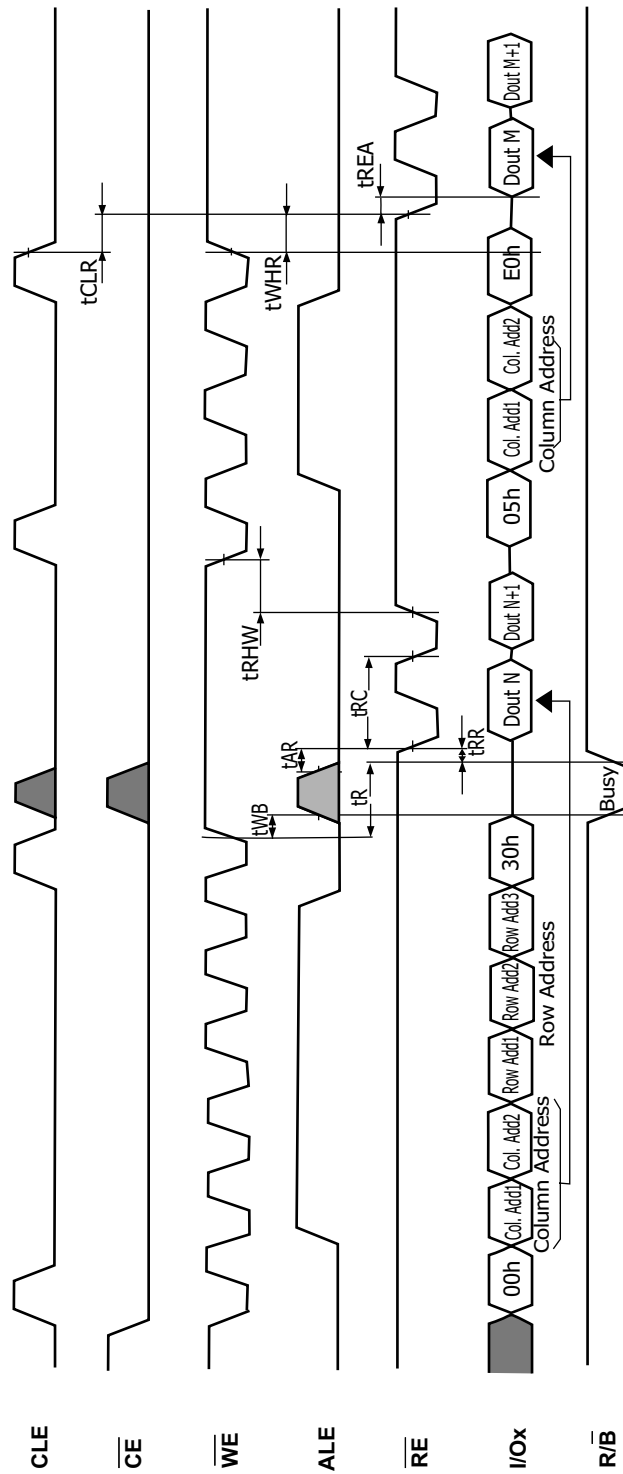 CLE
CE
WE
ALE
RE
I/Ox
R/B
tCLR
tWHR
tREA
tRHW
tWB
tAR
tRC
tR
tRR
00h
Col. Add1
Col. Add2
Row Add1
Row Add2
Row Add3
30h
Dout N
Dout N+1
05h
Col. Add1
Col. Add2
E0h
Dout M
Dout M+1
Column Address
Row Address
Column Address
Busy